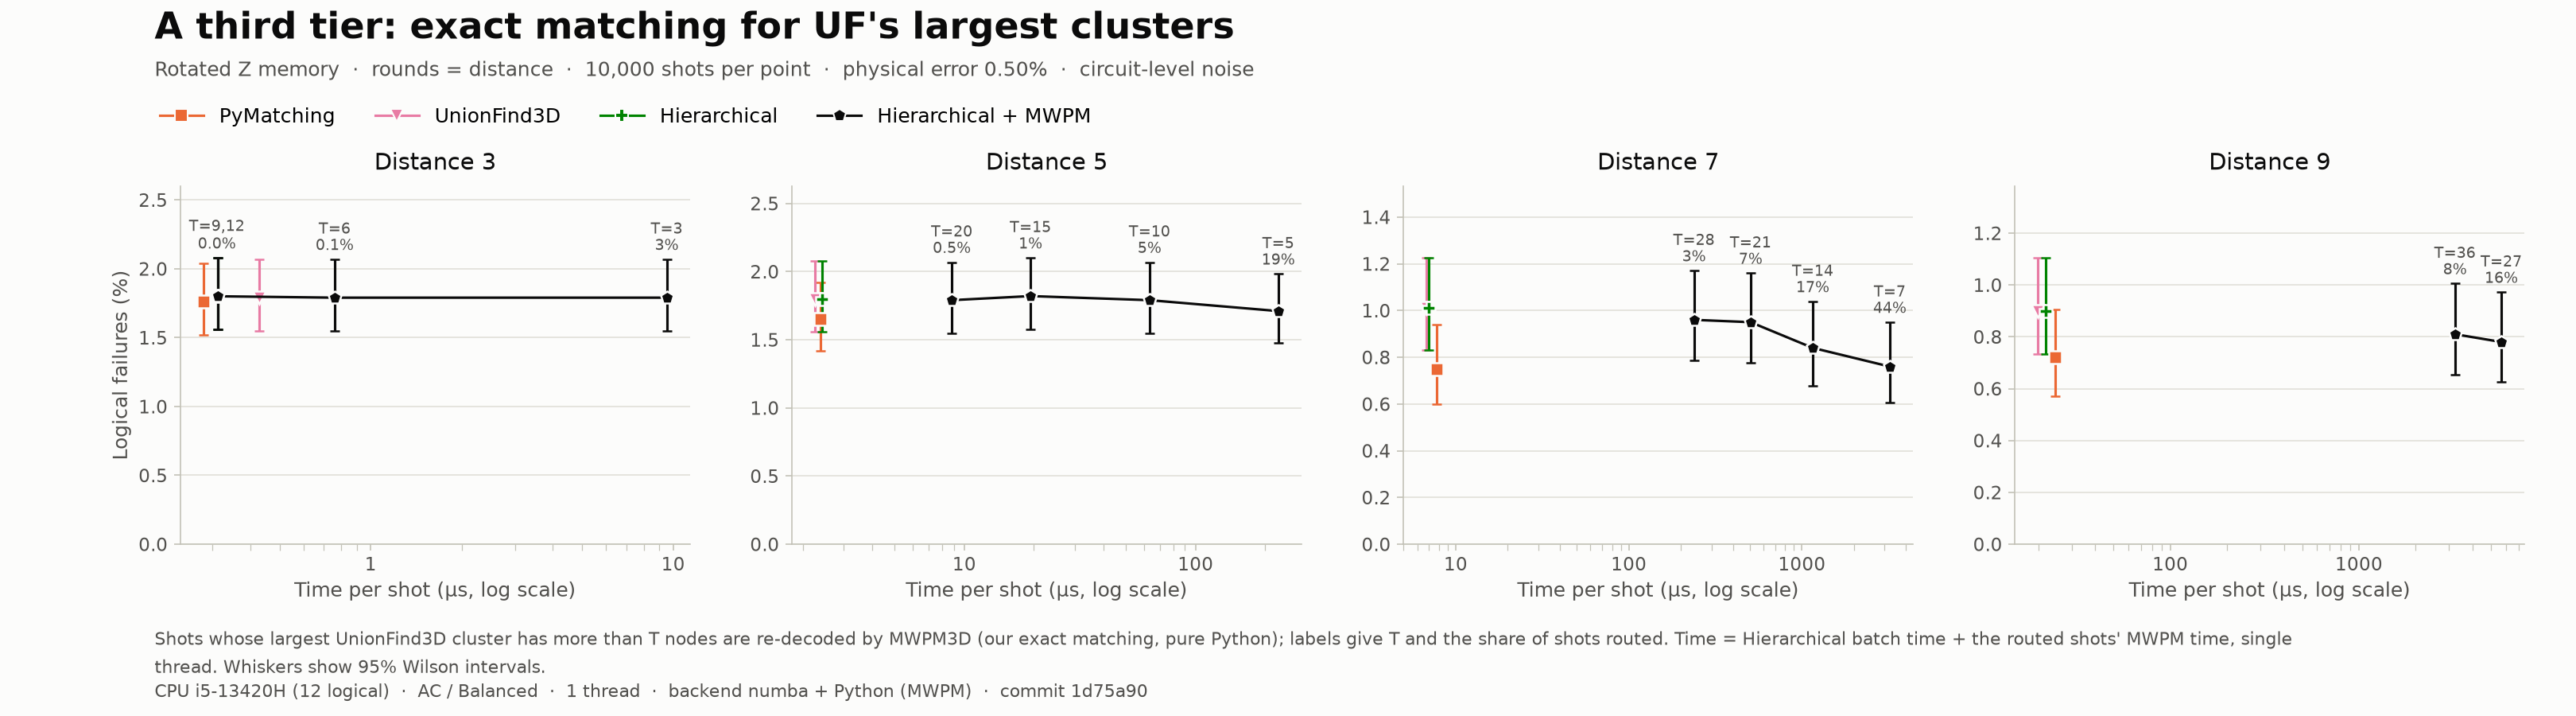 A third tier: exact matching for UF's largest clusters
Rotated Z memory · rounds = distance · 10,000 shots per point · physical error 0.50% · circuit-level noise
PyMatching UnionFind3D Hierarchical Hierarchical + MWPM
Distance 3
Logical failures (%)
2.5
2.0
1.5
1.0
0.5
0.0
T=9,12
0.0%
T=6
0.1%
T=3
3%
1 10
Time per shot (µs, log scale)
Distance 5
2.5
2.0
1.5
1.0
0.5
0.0
T=20
0.5%
T=15
1%
T=10
5%
T=5
19%
10 100
Time per shot (µs, log scale)
Distance 7
1.4
1.2
1.0
0.8
0.6
0.4
0.2
0.0
T=28
3%
T=21
7%
T=14
17%
T=7
44%
10 100 1000
Time per shot (µs, log scale)
Distance 9
1.2
1.0
0.8
0.6
0.4
0.2
0.0
T=36
8%
T=27
16%
100 1000
Time per shot (µs, log scale)
Shots whose largest UnionFind3D cluster has more than T nodes are re-decoded by MWPM3D (our exact matching, pure Python); labels give T and the share of shots routed. Time = Hierarchical batch time + the routed shots' MWPM time, single
thread. Whiskers show 95% Wilson intervals.
CPU i5-13420H (12 logical) · AC / Balanced · 1 thread · backend numba + Python (MWPM) · commit 1d75a90